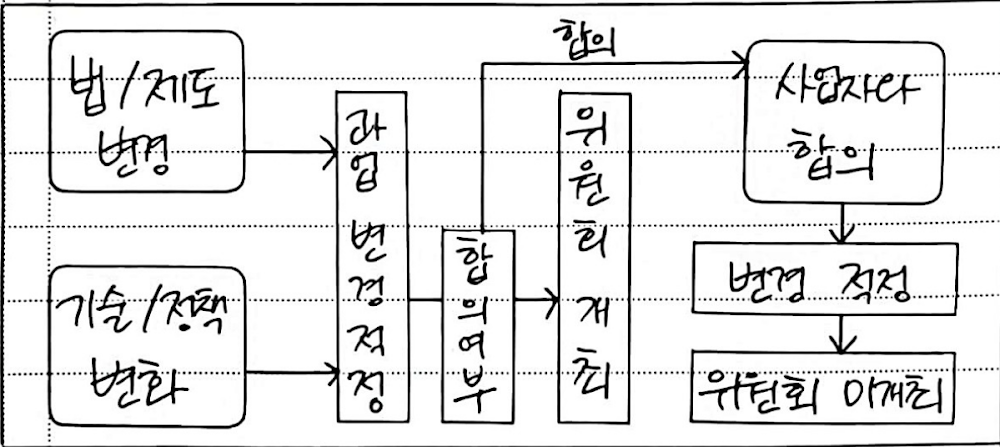 법/제도
변경
기술/정책
변화
과업 변경 적정
합의여부
위원회 개최
합의
사업자와
합의
변경 적정
위원회 미개최